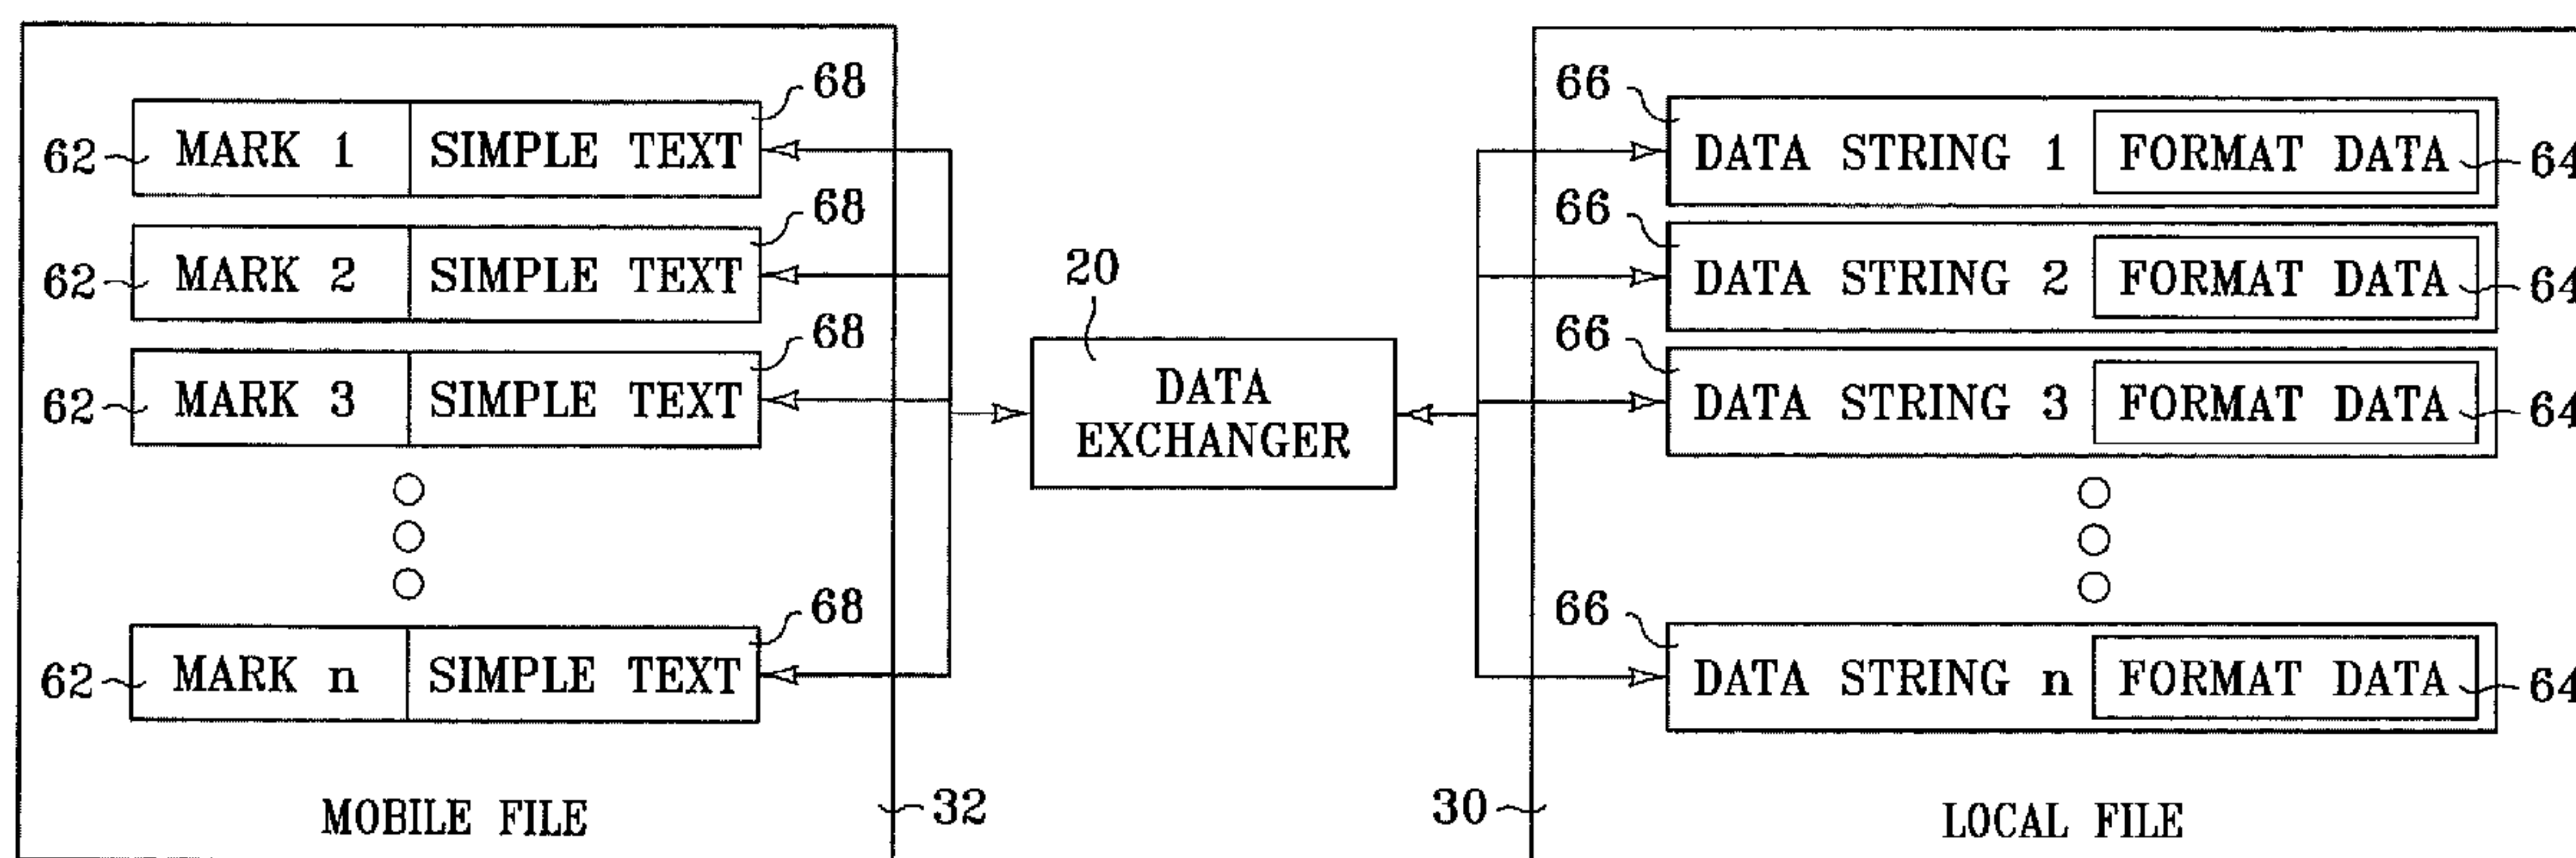 68 66
62 MARK 1 SIMPLE TEXT DATA STRING 1 FORMAT DATA 64
68 66
62 MARK 2 SIMPLE TEXT DATA STRING 2 FORMAT DATA 64
20
68 66
62 MARK 3 SIMPLE TEXT DATA STRING 3 FORMAT DATA 64
DATA
EXCHANGER
68 66
62 MARK n SIMPLE TEXT DATA STRING n FORMAT DATA 64
MOBILE FILE 32 30 LOCAL FILE